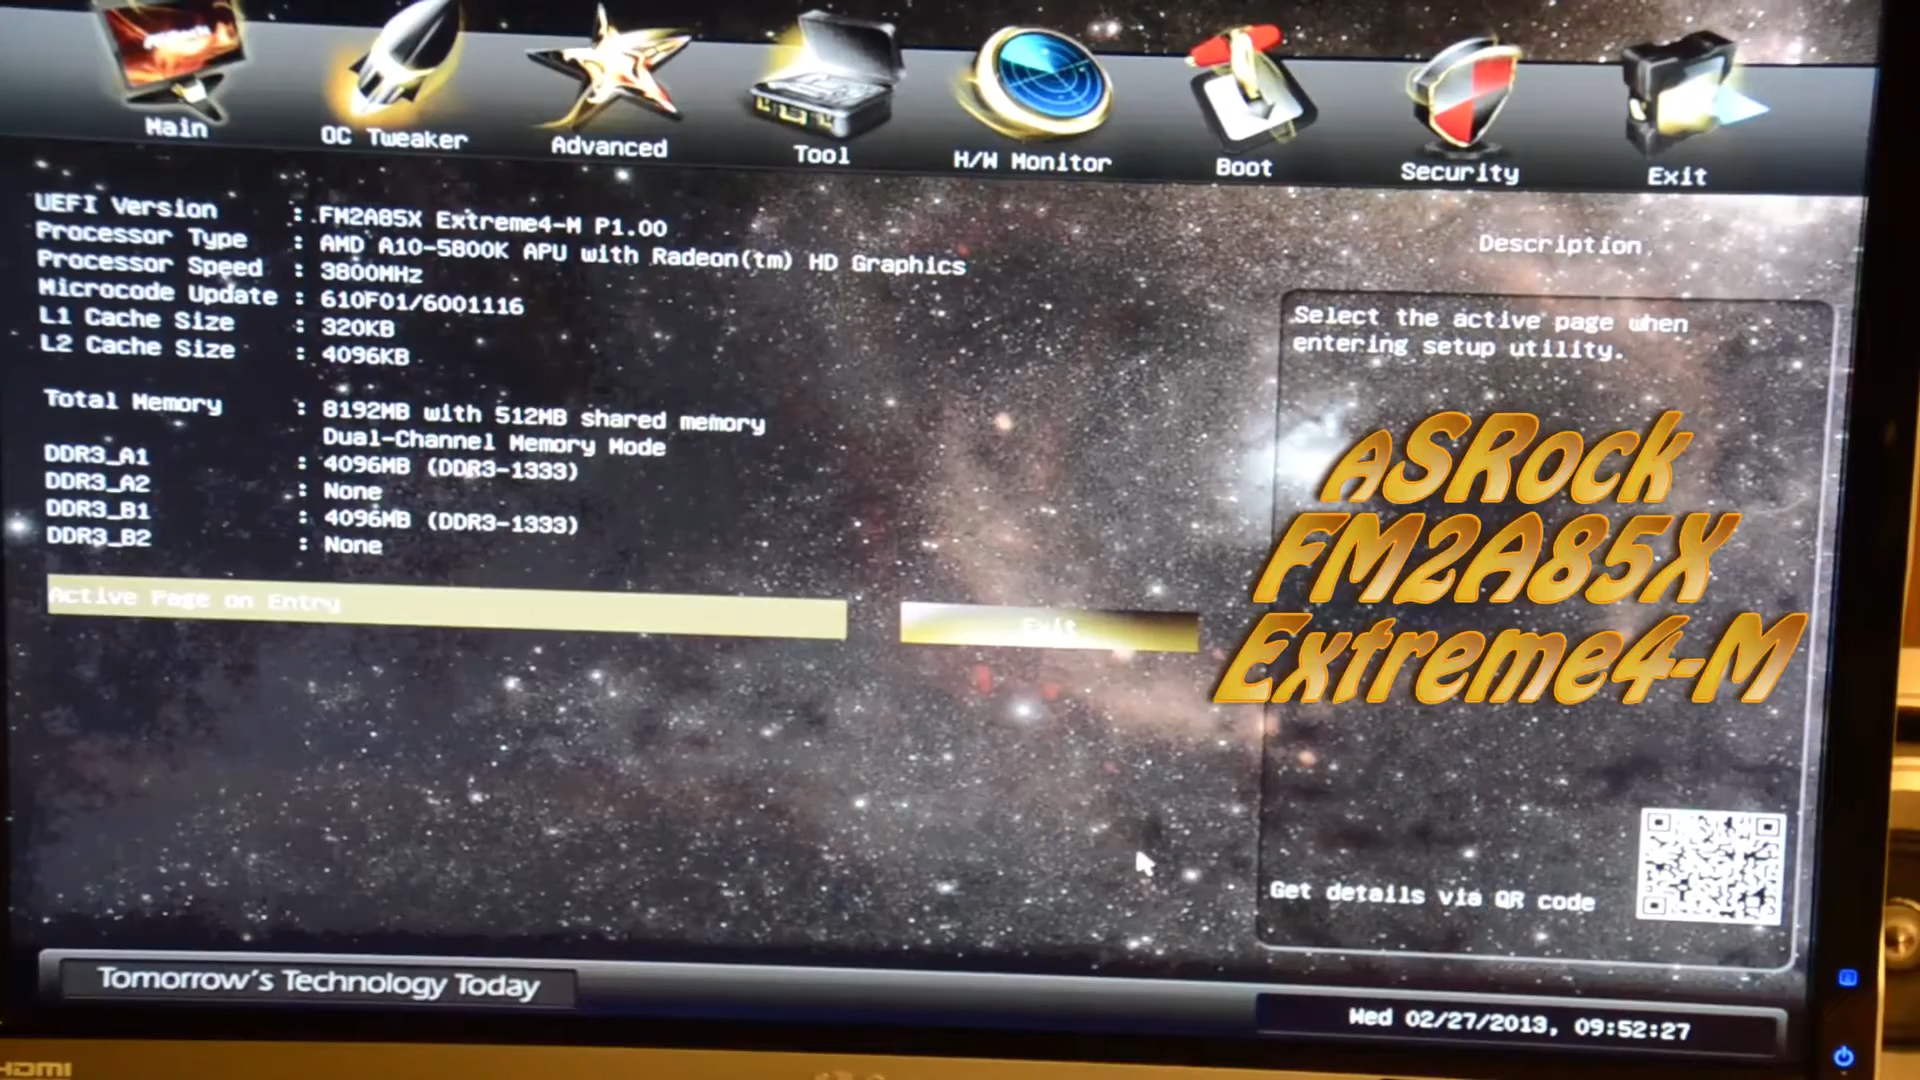 Main
OC Tweaker
Advanced
Tool
H/W Monitor
Boot
Security
Exit
UEFI Version : FM2A85X Extreme4-M P1.00
Processor Type : AMD A10-5800K APU with Radeon(tm) HD Graphics
Processor Speed : 3800MHz
Microcode Update : 610F01/6001116
L1 Cache Size : 320KB
L2 Cache Size : 4096KB
Total Memory : 8192MB with 512MB shared memory
Dual-Channel Memory Mode
DDR3_A1 : 4096MB (DDR3-1333)
DDR3_A2 : None
DDR3_B1 : 4096MB (DDR3-1333)
DDR3_B2 : None
Active Page on Entry
Exit
Description
Select the active page when
entering setup utility.
aSRock
FM2A85X
Extreme4-M
Get details via QR code
Tomorrow's Technology Today
Wed 02/27/2013, 09:52:27
HDMI